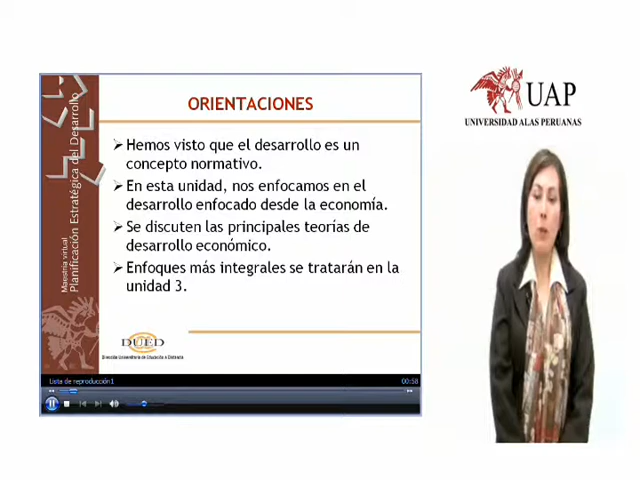 ORIENTACIONES
Hemos visto que el desarrollo es un
concepto normativo.
En esta unidad, nos enfocamos en el
desarrollo enfocado desde la economía.
Se discuten las principales teorías de
desarrollo económico.
Enfoques más integrales se tratarán en la
unidad 3.
Maestría virtual
Planificación Estratégica del Desarrollo
DUED
Dirección Universitaria de Educación a Distancia
Lista de reproducción1
00:58
UAP
UNIVERSIDAD ALAS PERUANAS